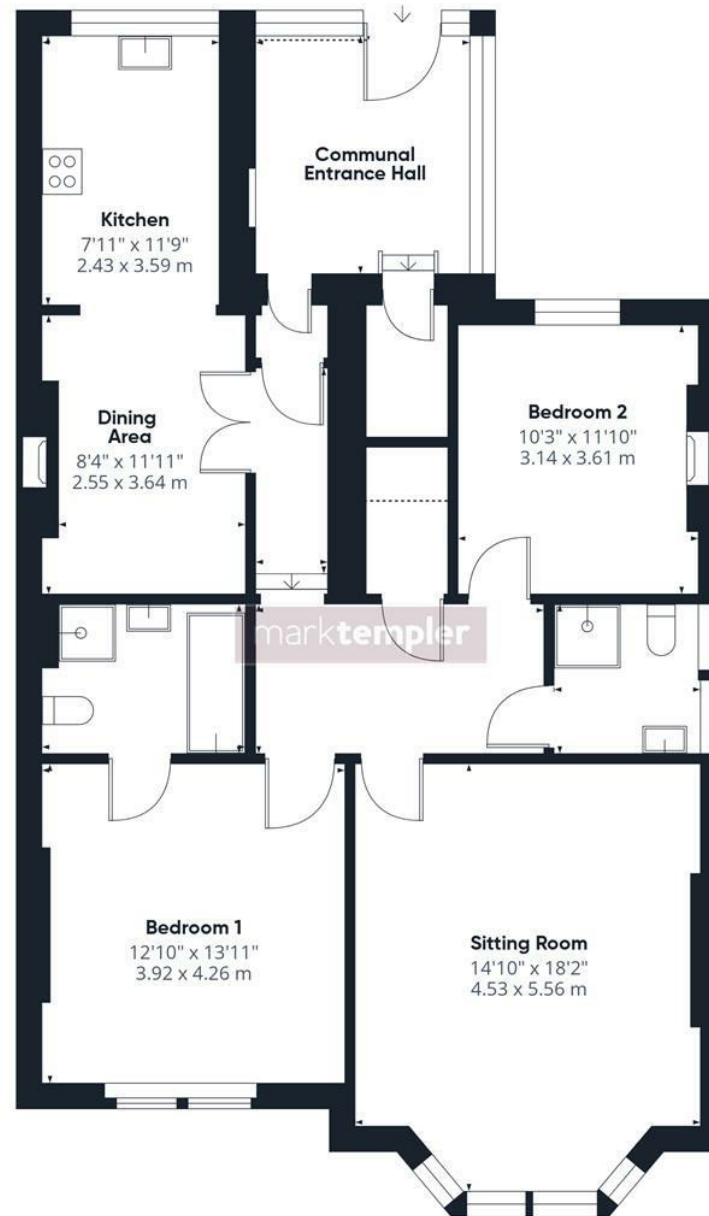 Communal
Entrance Hall
Kitchen
7'11" x 11'9"
2.43 x 3.59 m
Dining
Area
8'4" x 11'11"
2.55 x 3.64 m
Bedroom 2
10'3" x 11'10"
3.14 x 3.61 m
marktempler
Bedroom 1
12'10" x 13'11"
3.92 x 4.26 m
Sitting Room
14'10" x 18'2"
4.53 x 5.56 m